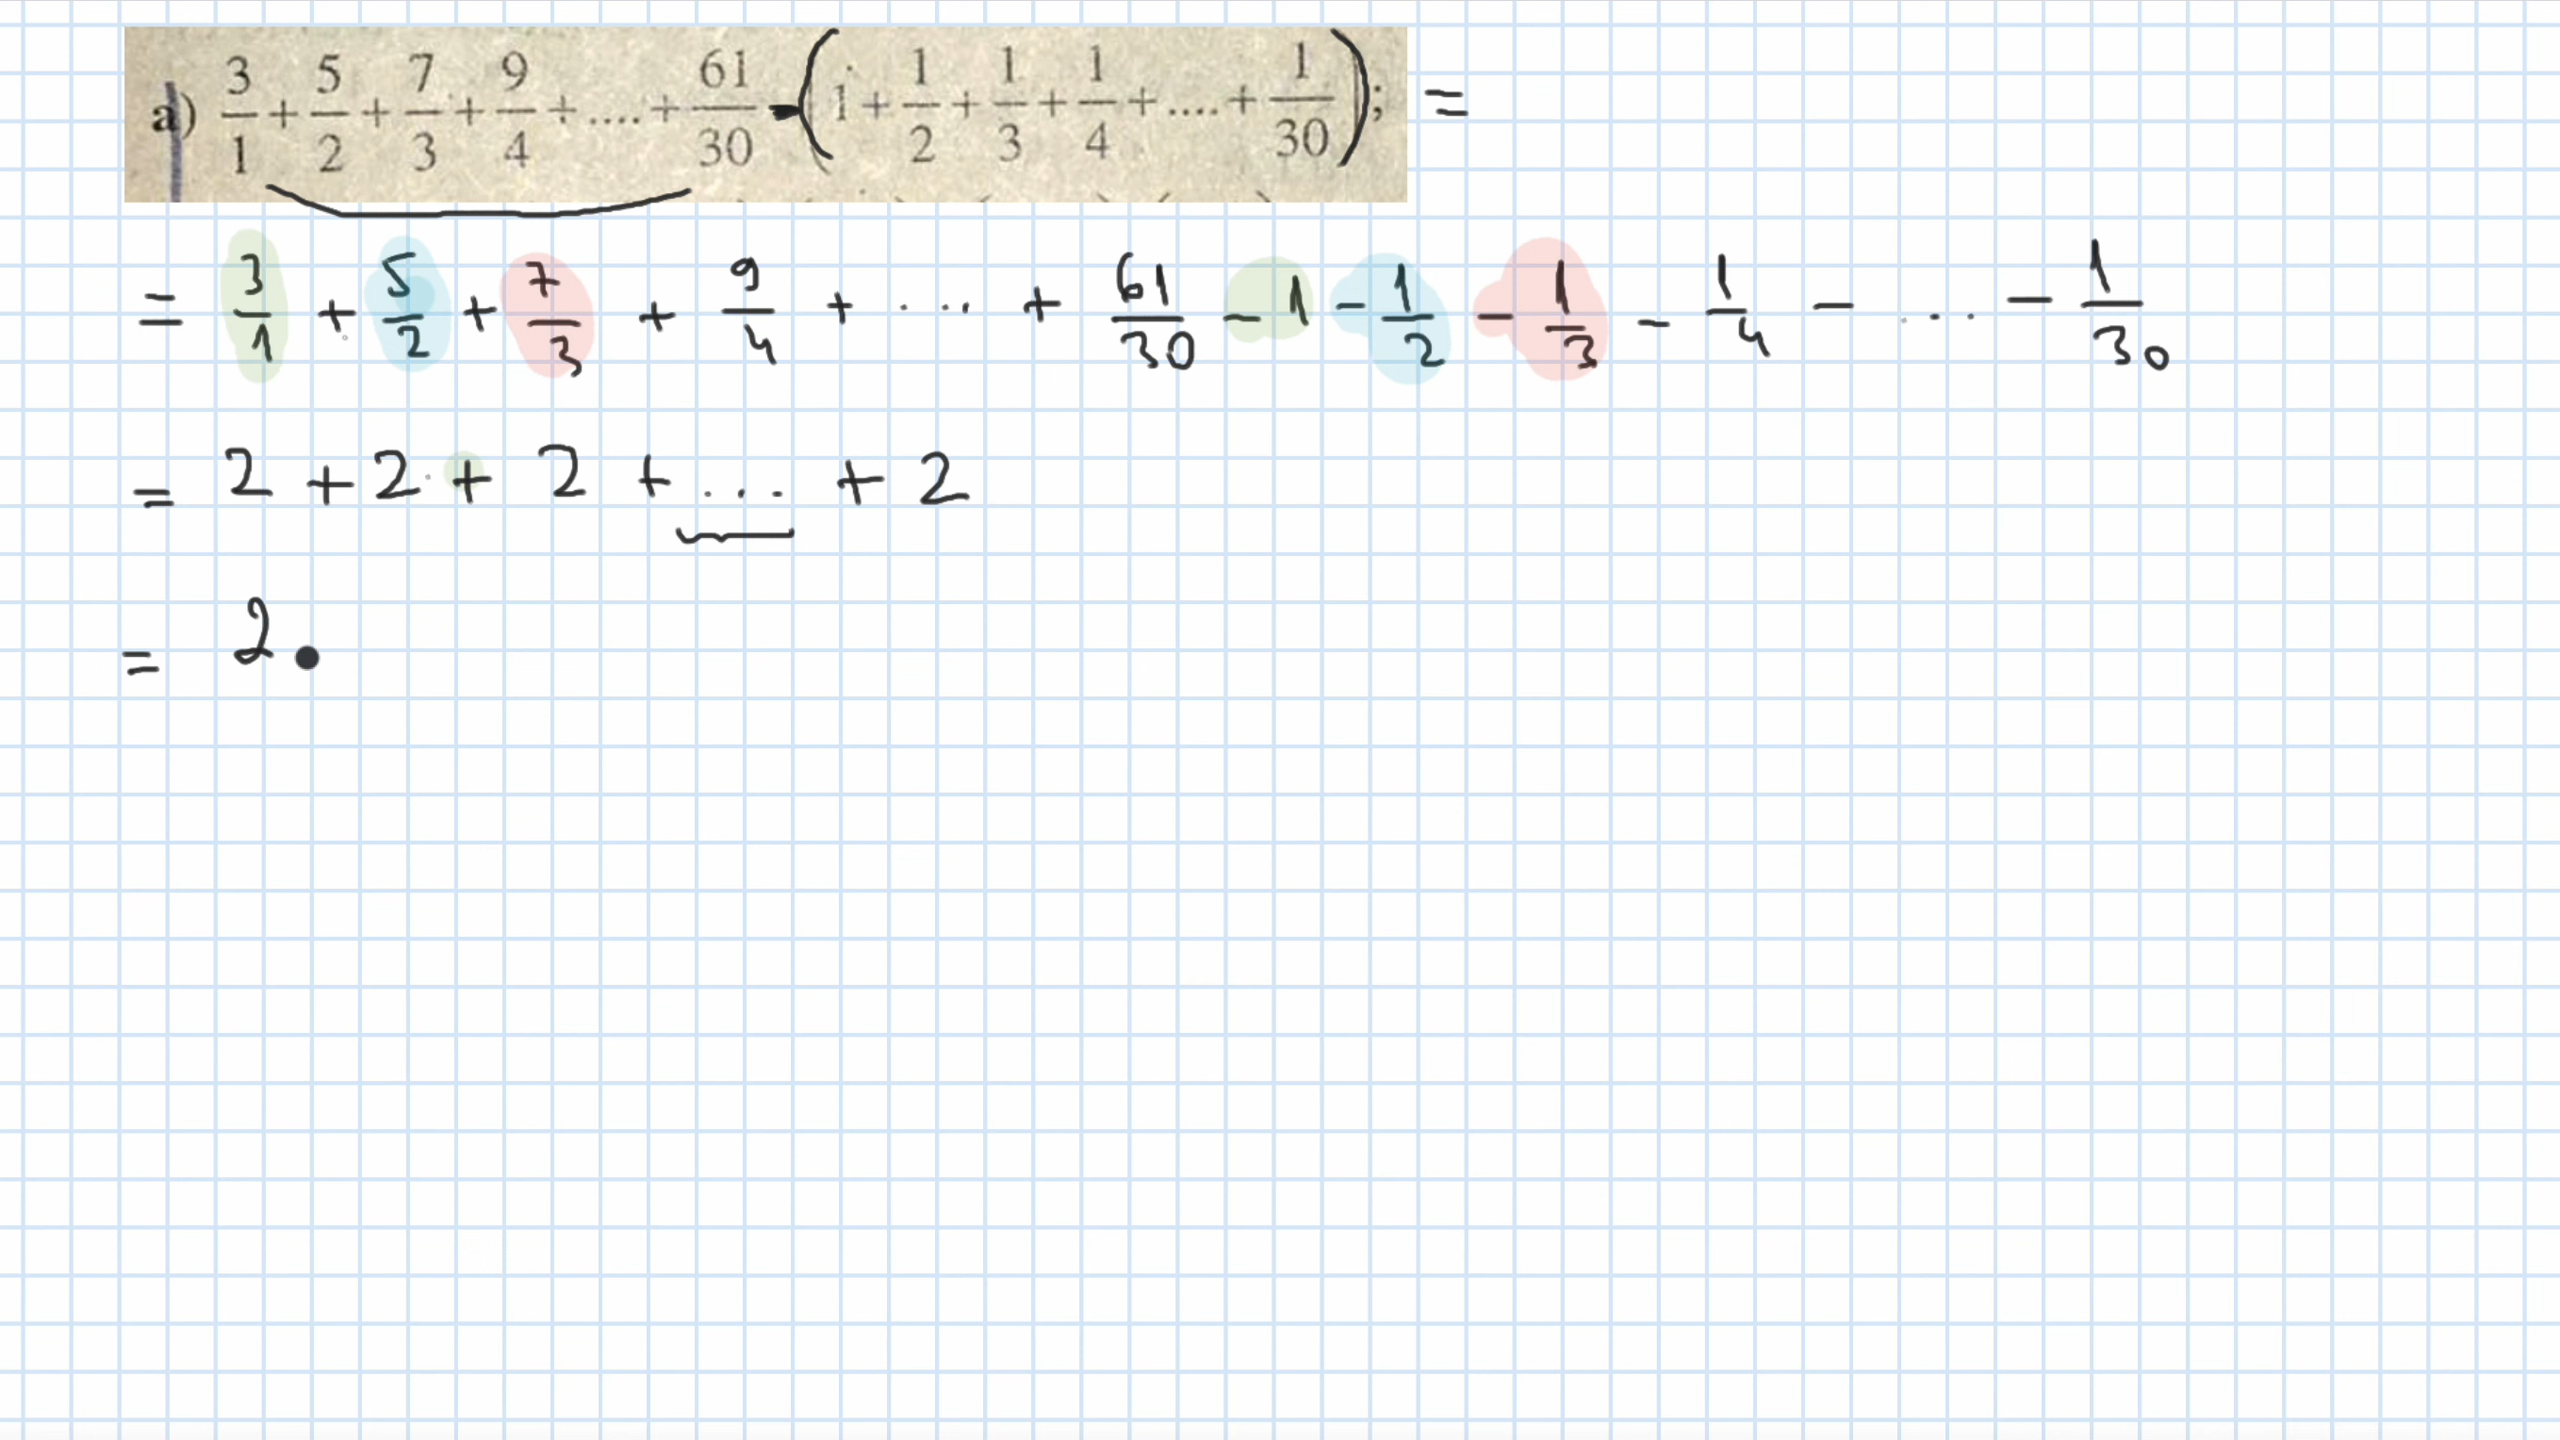 a) 3/1 + 5/2 + 7/3 + 9/4 + .... + 61/30 - (1 + 1/2 + 1/3 + 1/4 + .... + 1/30); =
= 3/1 + 5/2 + 7/3 + 9/4 + ... + 61/30 - 1 - 1/2 - 1/3 - 1/4 - ... - 1/30
= 2 + 2 + 2 + ... + 2
= 2 •